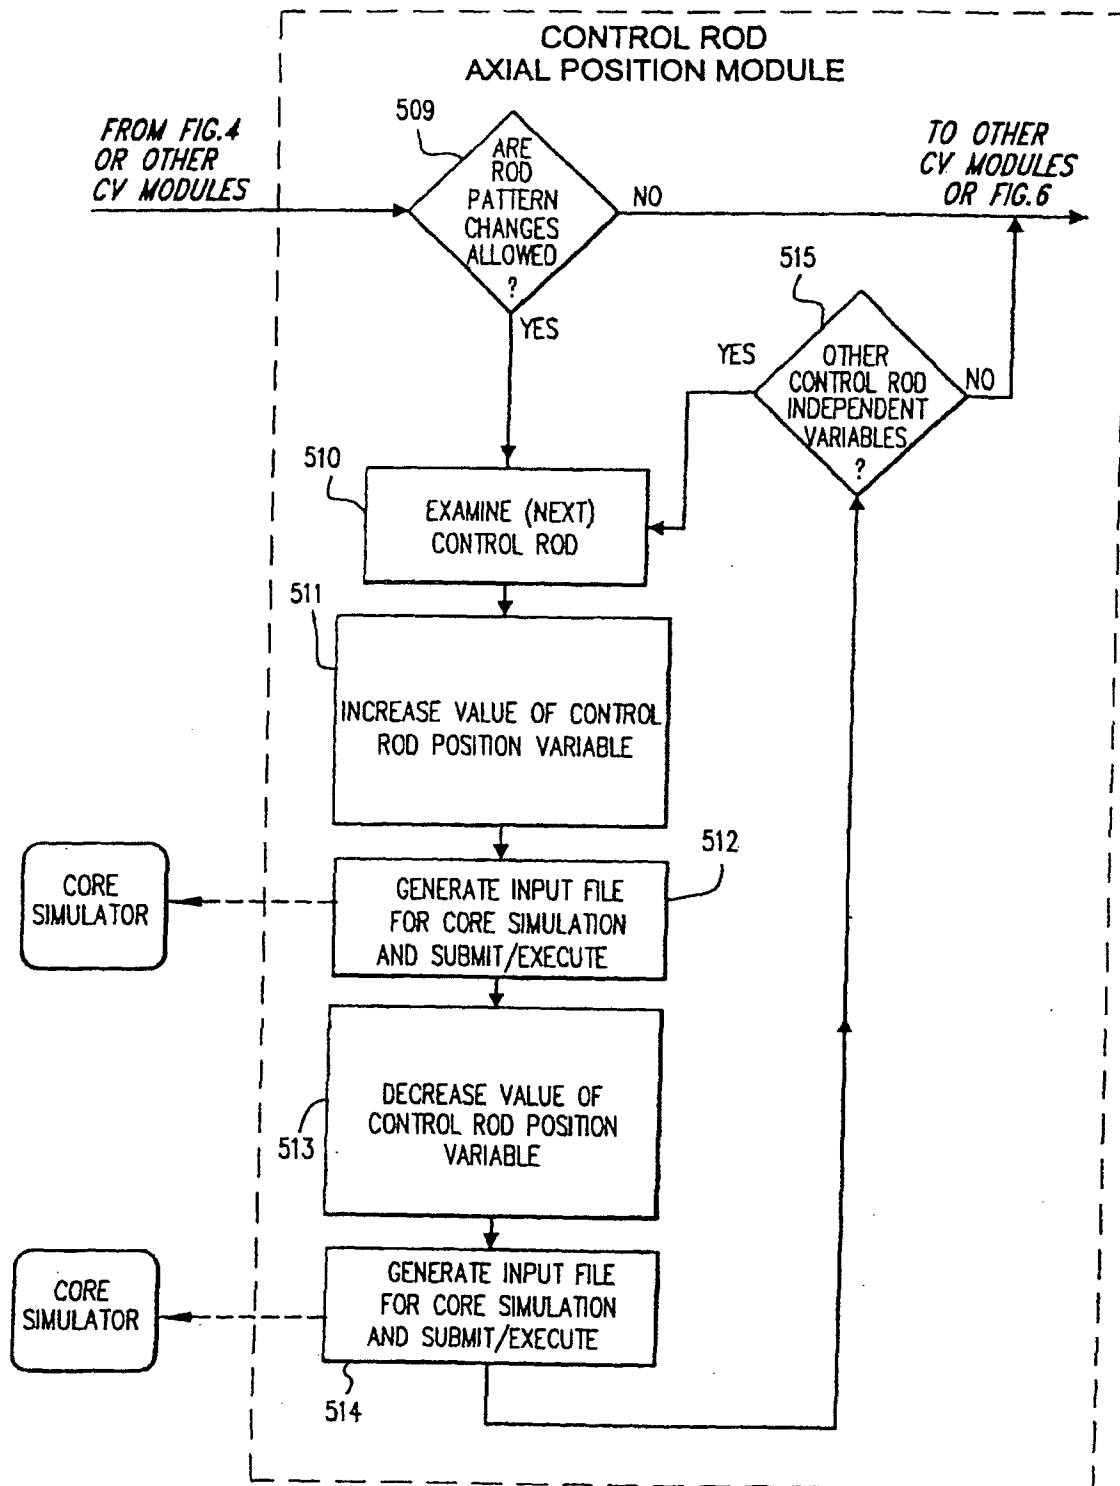 CONTROL ROD
AXIAL POSITION MODULE
FROM FIG.4
OR OTHER
CV MODULES
509
ARE
ROD
PATTERN
CHANGES
ALLOWED
?
NO
YES
TO OTHER
CV MODULES
OR FIG.6
515
OTHER
CONTROL ROD
INDEPENDENT
VARIABLES
?
YES
NO
510
EXAMINE (NEXT)
CONTROL ROD
511
INCREASE VALUE OF CONTROL
ROD POSITION VARIABLE
512
GENERATE INPUT FILE
FOR CORE SIMULATION
AND SUBMIT/EXECUTE
CORE
SIMULATOR
513
DECREASE VALUE OF
CONTROL ROD POSITION
VARIABLE
GENERATE INPUT FILE
FOR CORE SIMULATION
AND SUBMIT/EXECUTE
514
CORE
SIMULATOR